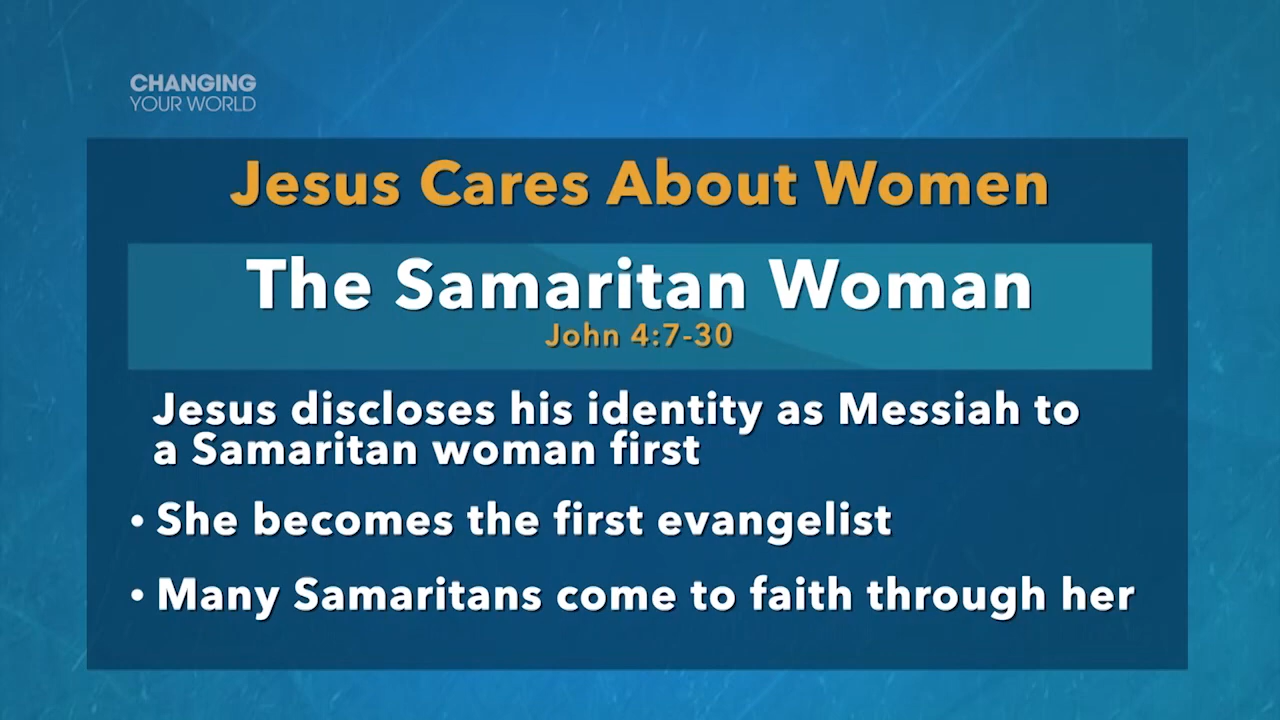 CHANGING
YOUR WORLD
Jesus Cares About Women
The Samaritan Woman
John 4:7-30
Jesus discloses his identity as Messiah to
a Samaritan woman first
• She becomes the first evangelist
• Many Samaritans come to faith through her